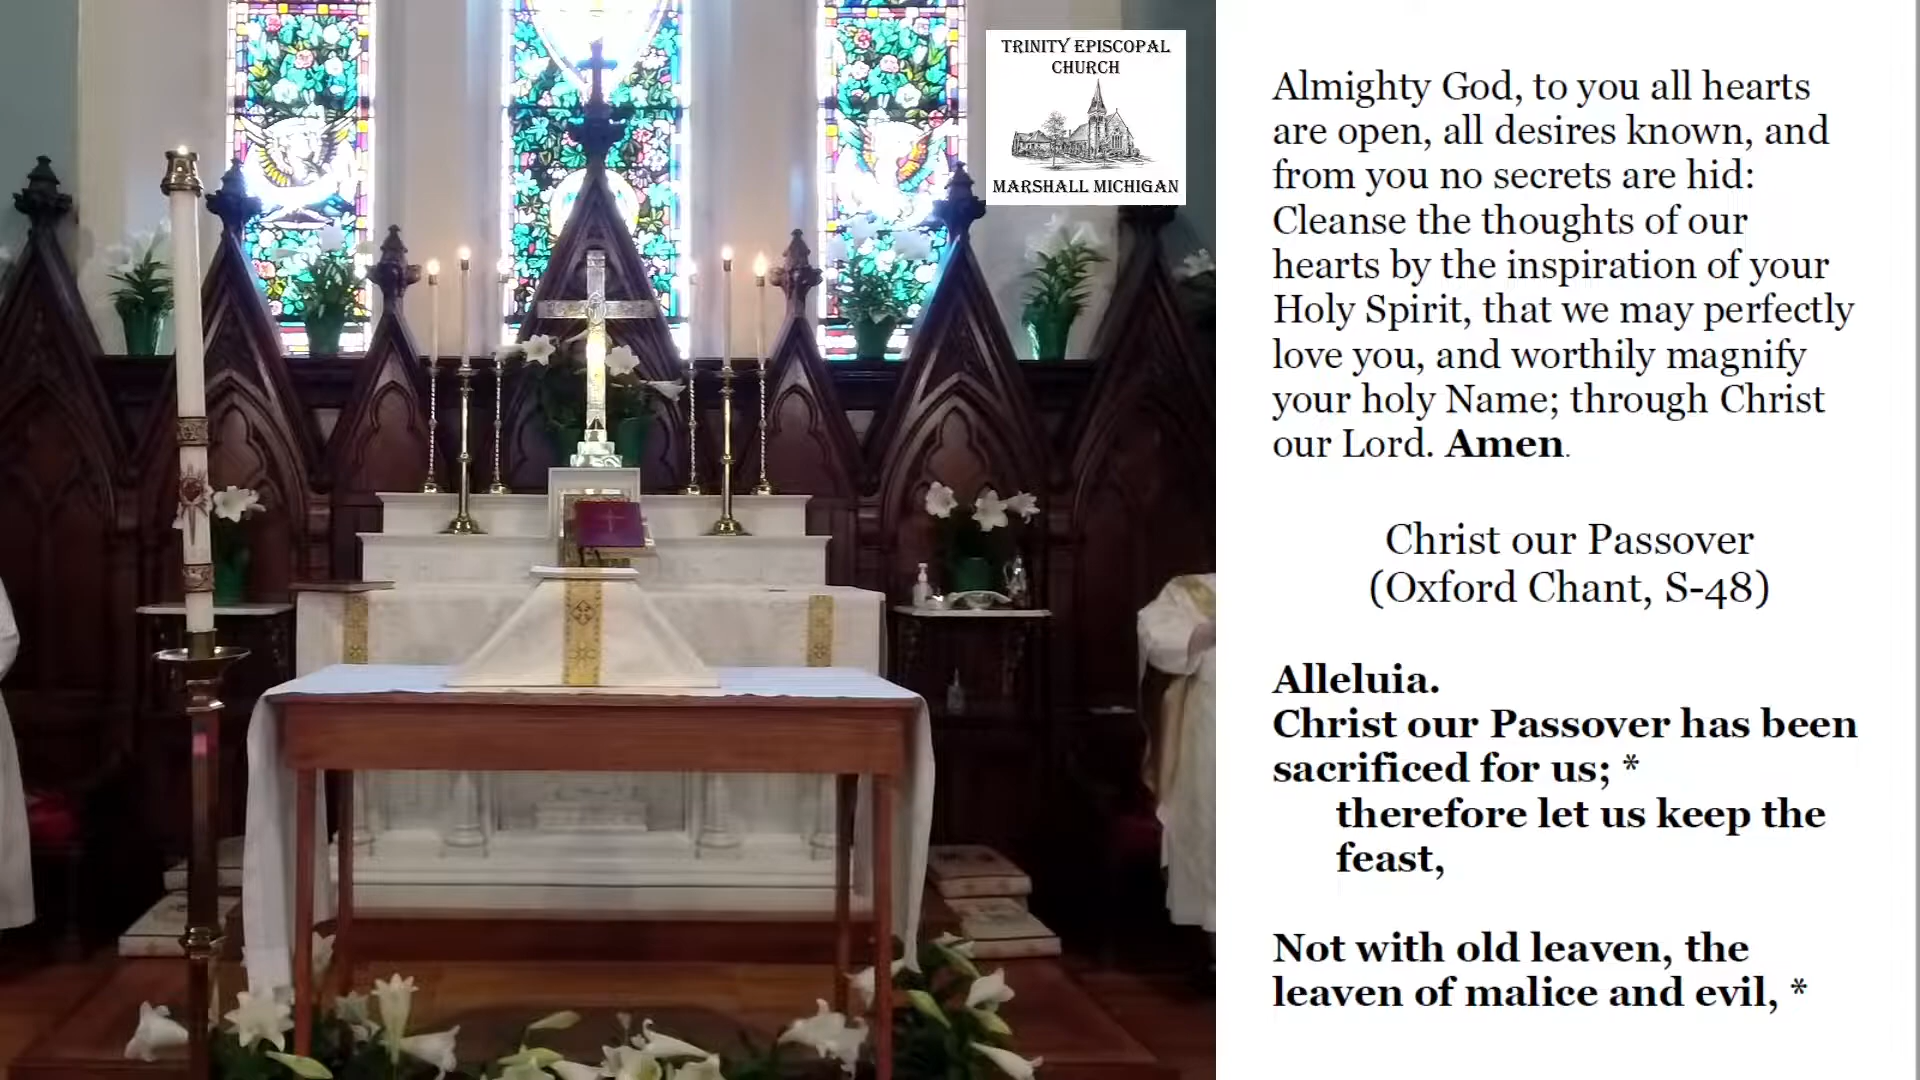 TRINITY EPISCOPAL
CHURCH
MARSHALL MICHIGAN
Almighty God, to you all hearts
are open, all desires known, and
from you no secrets are hid:
Cleanse the thoughts of our
hearts by the inspiration of your
Holy Spirit, that we may perfectly
love you, and worthily magnify
your holy Name; through Christ
our Lord. Amen.
Christ our Passover
(Oxford Chant, S-48)
Alleluia.
Christ our Passover has been
sacrificed for us; *
therefore let us keep the
feast,
Not with old leaven, the
leaven of malice and evil, *